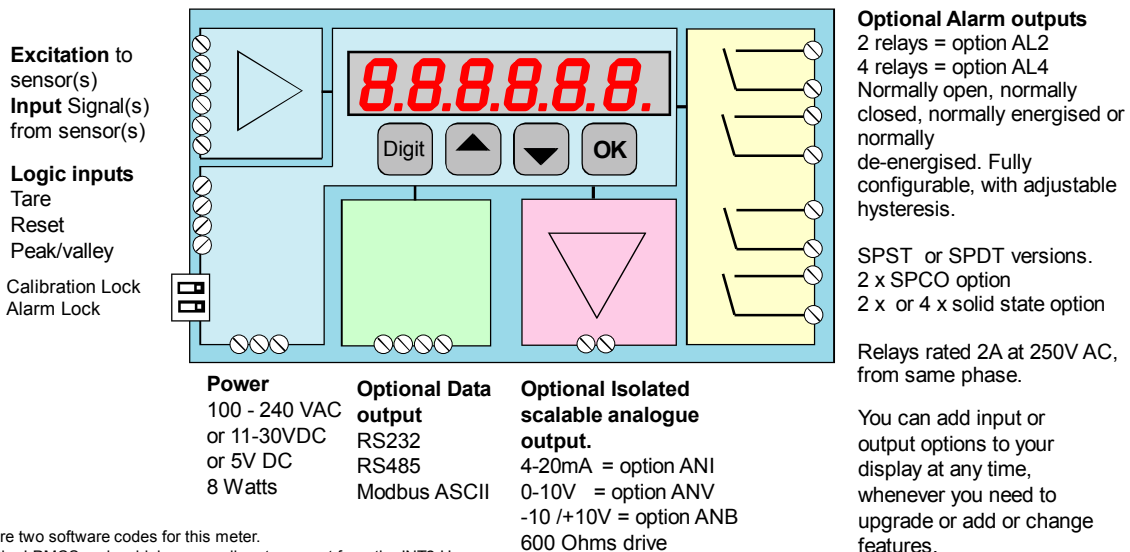 Excitation to
sensor(s)
Input Signal(s)
from sensor(s)
Logic inputs
Tare
Reset
Peak/valley
Calibration Lock
Alarm Lock
8.8.8.8.8.8.
Digit
OK
Power
100 - 240 VAC
or 11-30VDC
or 5V DC
8 Watts
Optional Data
output
RS232
RS485
Modbus ASCII
Optional Isolated
scalable analogue
output.
4-20mA = option ANI
0-10V = option ANV
-10 /+10V = option ANB
600 Ohms drive
Optional Alarm outputs
2 relays = option AL2
4 relays = option AL4
Normally open, normally
closed, normally energised or
normally
de-energised. Fully
configurable, with adjustable
hysteresis.
SPST or SPDT versions.
2 x SPCO option
2 x or 4 x solid state option
Relays rated 2A at 250V AC,
from same phase.
You can add input or
output options to your
display at any time,
whenever you need to
upgrade or add or change
features.
re two software codes for this meter.